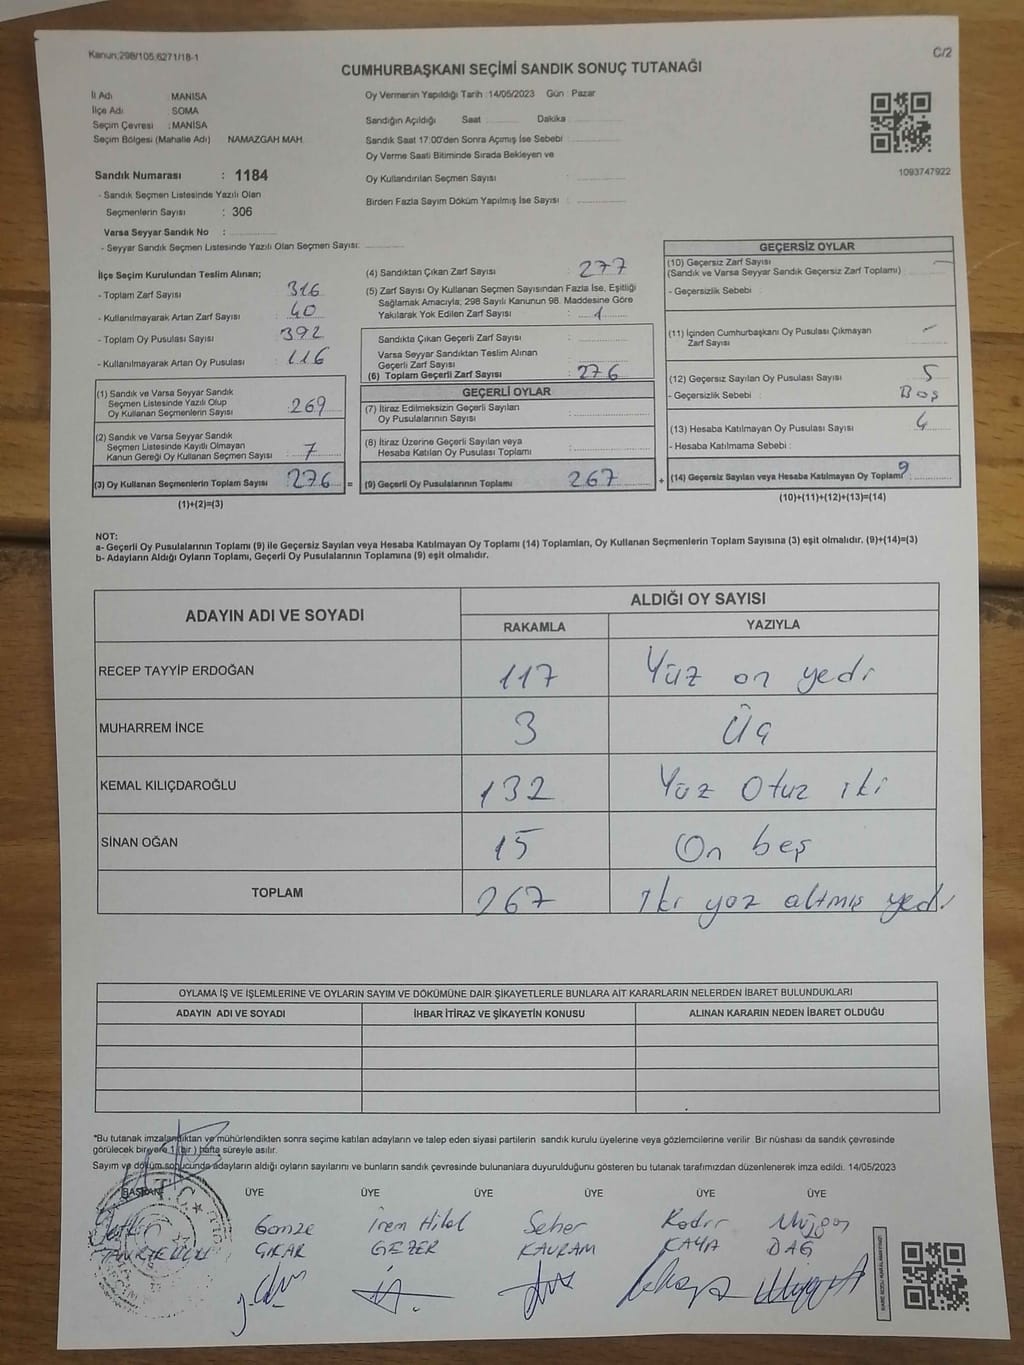 Kanun;298/105,6271/18-1
C/2
CUMHURBAŞKANI SEÇİMİ SANDIK SONUÇ TUTANAĞI
İl Adı : MANİSA
İlçe Adı : SOMA
Seçim Çevresi : MANİSA
Seçim Bölgesi (Mahalle Adı) NAMAZGAH MAH.
Oy Vermenin Yapıldığı Tarih : 14/05/2023 Gün : Pazar
Sandığın Açıldığı Saat Dakika
Sandık Saat 17:00'den Sonra Açımış İse Sebebi
Oy Verme Saati Bitiminde Sırada Bekleyen ve
Oy Kullandırılan Seçmen Sayısı
Birden Fazla Sayım Döküm Yapılmış İse Sayısı
1093747922
Sandık Numarası : 1184
- Sandık Seçmen Listesinde Yazılı Olan
Seçmenlerin Sayısı : 306
Varsa Seyyar Sandık No :
- Seyyar Sandık Seçmen Listesinde Yazılı Olan Seçmen Sayısı:
İlçe Seçim Kurulundan Teslim Alınan;
- Toplam Zarf Sayısı 316
- Kullanılmayarak Artan Zarf Sayısı : 40
- Toplam Oy Pusulası Sayısı : 392
- Kullanılmayarak Artan Oy Pusulası : 116
(1) Sandık ve Varsa Seyyar Sandık
Seçmen Listesinde Yazılı Olup
Oy Kullanan Seçmenlerin Sayısı : 269
(2) Sandık ve Varsa Seyyar Sandık
Seçmen Listesinde Kayıtlı Olmayan
Kanun Gereği Oy Kullanan Seçmen Sayısı : 7
(3) Oy Kullanan Seçmenlerin Toplam Sayısı : 276 =
(1)+(2)=(3)
(4) Sandıktan Çıkan Zarf Sayısı : 277
(5) Zarf Sayısı Oy Kullanan Seçmen Sayısından Fazla İse, Eşitliği
Sağlamak Amacıyla; 298 Sayılı Kanunun 98. Maddesine Göre
Yakılarak Yok Edilen Zarf Sayısı : 1
Sandıkta Çıkan Geçerli Zarf Sayısı :
Varsa Seyyar Sandıktan Teslim Alınan
Geçerli Zarf Sayısı :
(6) Toplam Geçerli Zarf Sayısı : 276
GEÇERLİ OYLAR
(7) İtiraz Edilmeksizin Geçerli Sayılan
Oy Pusulalarının Sayısı :
(8) İtiraz Üzerine Geçerli Sayılan veya
Hesaba Katılan Oy Pusulası Toplamı :
(9) Geçerli Oy Pusulalarının Toplamı : 267 +
GEÇERSİZ OYLAR
(10) Geçersiz Zarf Sayısı : —
(Sandık ve Varsa Seyyar Sandık Geçersiz Zarf Toplamı)
- Geçersizlik Sebebi :
(11) İçinden Cumhurbaşkanı Oy Pusulası Çıkmayan
Zarf Sayısı : —
(12) Geçersiz Sayılan Oy Pusulası Sayısı : 5
- Geçersizlik Sebebi : Boş
(13) Hesaba Katılmayan Oy Pusulası Sayısı : 4
- Hesaba Katılmama Sebebi :
(14) Geçersiz Sayılan veya Hesaba Katılmayan Oy Toplamı : 9
(10)+(11)+(12)+(13)=(14)
NOT:
a- Geçerli Oy Pusulalarının Toplamı (9) ile Geçersiz Sayılan veya Hesaba Katılmayan Oy Toplamı (14) Toplamları, Oy Kullanan Seçmenlerin Toplam Sayısına (3) eşit olmalıdır. (9)+(14)=(3)
b- Adayların Aldığı Oyların Toplamı, Geçerli Oy Pusulalarının Toplamına (9) eşit olmalıdır.
ADAYIN ADI VE SOYADI
ALDIĞI OY SAYISI
RAKAMLA YAZIYLA
RECEP TAYYİP ERDOĞAN 117 Yüz on yedi
MUHARREM İNCE 3 Üç
KEMAL KILIÇDAROĞLU 132 Yüz Otuz iki
SİNAN OĞAN 15 On beş
TOPLAM 267 İki yüz altmış yedi
OYLAMA İŞ VE İŞLEMLERİNE VE OYLARIN SAYIM VE DÖKÜMÜNE DAİR ŞİKAYETLERLE BUNLARA AİT KARARLARIN NELERDEN İBARET BULUNDUKLARI
ADAYIN ADI VE SOYADI İHBAR İTİRAZ VE ŞİKAYETİN KONUSU ALINAN KARARIN NEDEN İBARET OLDUĞU
*Bu tutanak imzalandıktan ve mühürlendikten sonra seçime katılan adayların ve talep eden siyasi partilerin sandık kurulu üyelerine veya gözlemcilerine verilir. Bir nüshası da sandık çevresinde
görülecek bir yere 1 (bir) hafta süreyle asılır.
Sayım ve döküm sonucunda adayların aldığı oyların sayılarını ve bunların sandık çevresinde bulunanlara duyurulduğunu gösteren bu tutanak tarafımızdan düzenlenerek imza edildi. 14/05/2023
BAŞKAN ÜYE ÜYE ÜYE ÜYE ÜYE ÜYE
Gamze İrem Hilal Seher Kadir Müjgan
GEZER KAVRAM KAYA DAĞ
T.C.